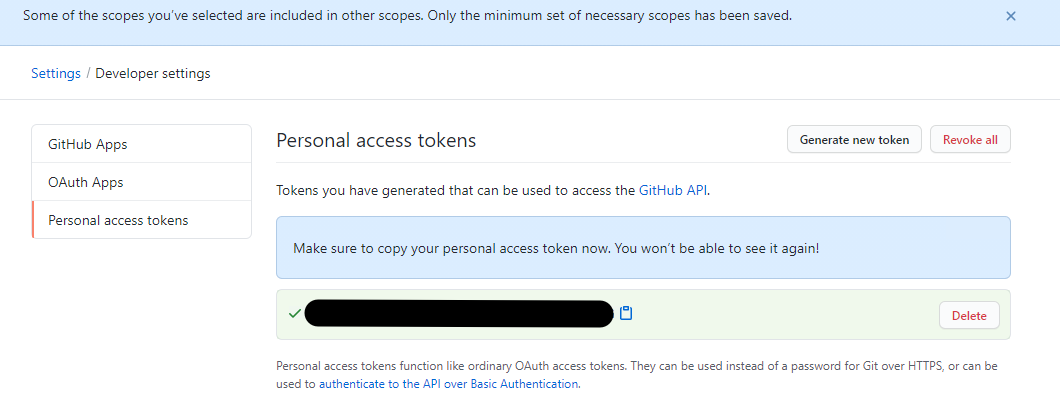 Some of the scopes you've selected are included in other scopes. Only the minimum set of necessary scopes has been saved.
Settings / Developer settings
GitHub Apps
OAuth Apps
Personal access tokens
Personal access tokens
Generate new token
Revoke all
Tokens you have generated that can be used to access the GitHub API.
Make sure to copy your personal access token now. You won't be able to see it again!
Delete
Personal access tokens function like ordinary OAuth access tokens. They can be used instead of a password for Git over HTTPS, or can be
used to authenticate to the API over Basic Authentication.